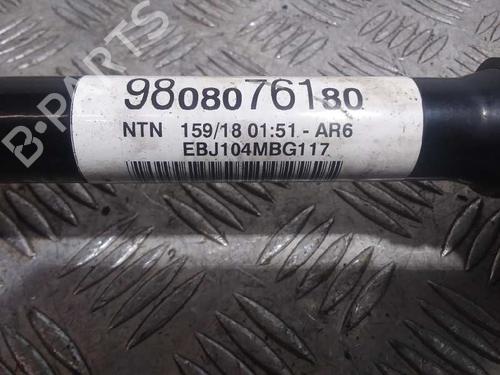 B-PARTS
9808076180
NTN 159/18 01:51 - AR6
EBJ104MBG117